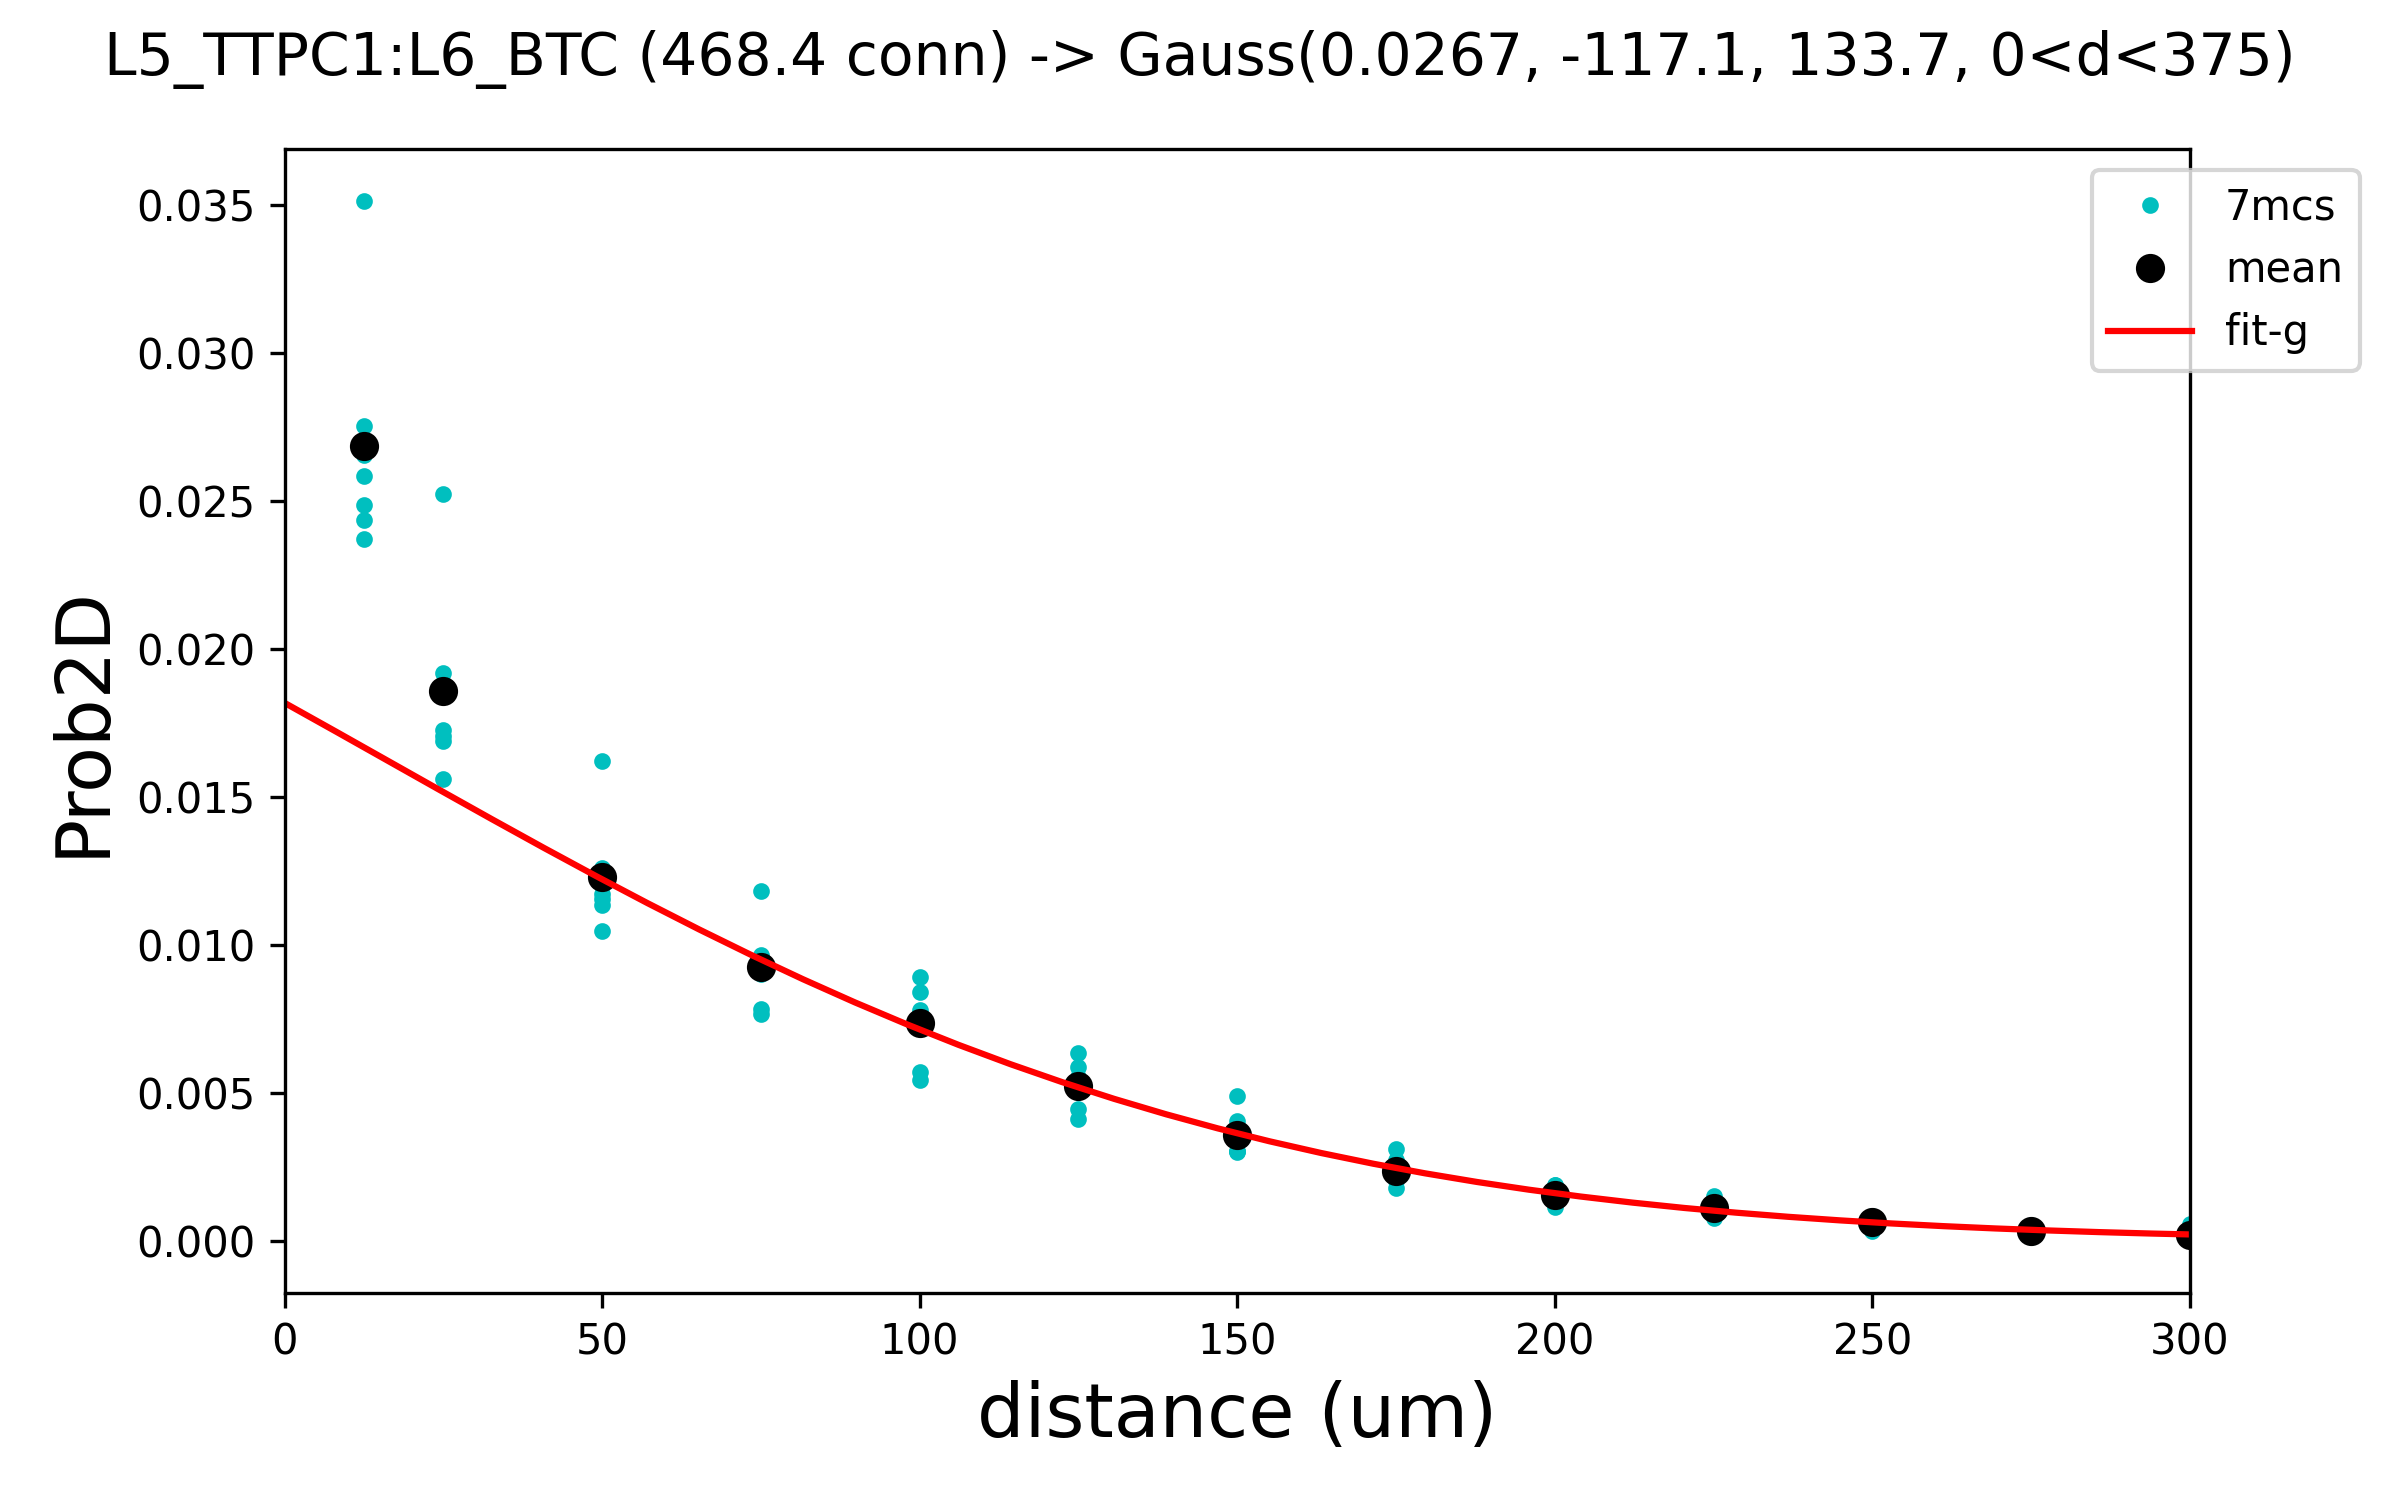 L5_TTPC1:L6_BTC (468.4 conn) -> Gauss(0.0267, -117.1, 133.7, 0<d<375)
7mcs
mean
fit-g
Prob2D
0.035
0.030
0.025
0.020
0.015
0.010
0.005
0.000
0 50 100 150 200 250 300
distance (um)